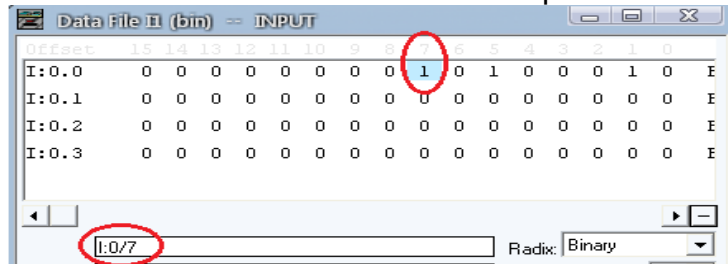 Data File I1 (bin) -- INPUT
Offset 15 14 13 12 11 10 9 8 7 6 5 4 3 2 1 0
I:0.0 0 0 0 0 0 0 0 0 1 0 1 0 0 0 1 0
I:0.1 0 0 0 0 0 0 0 0 0 0 0 0 0 0 0 0
I:0.2 0 0 0 0 0 0 0 0 0 0 0 0 0 0 0 0
I:0.3 0 0 0 0 0 0 0 0 0 0 0 0 0 0 0 0
I:0/7 Radix: Binary